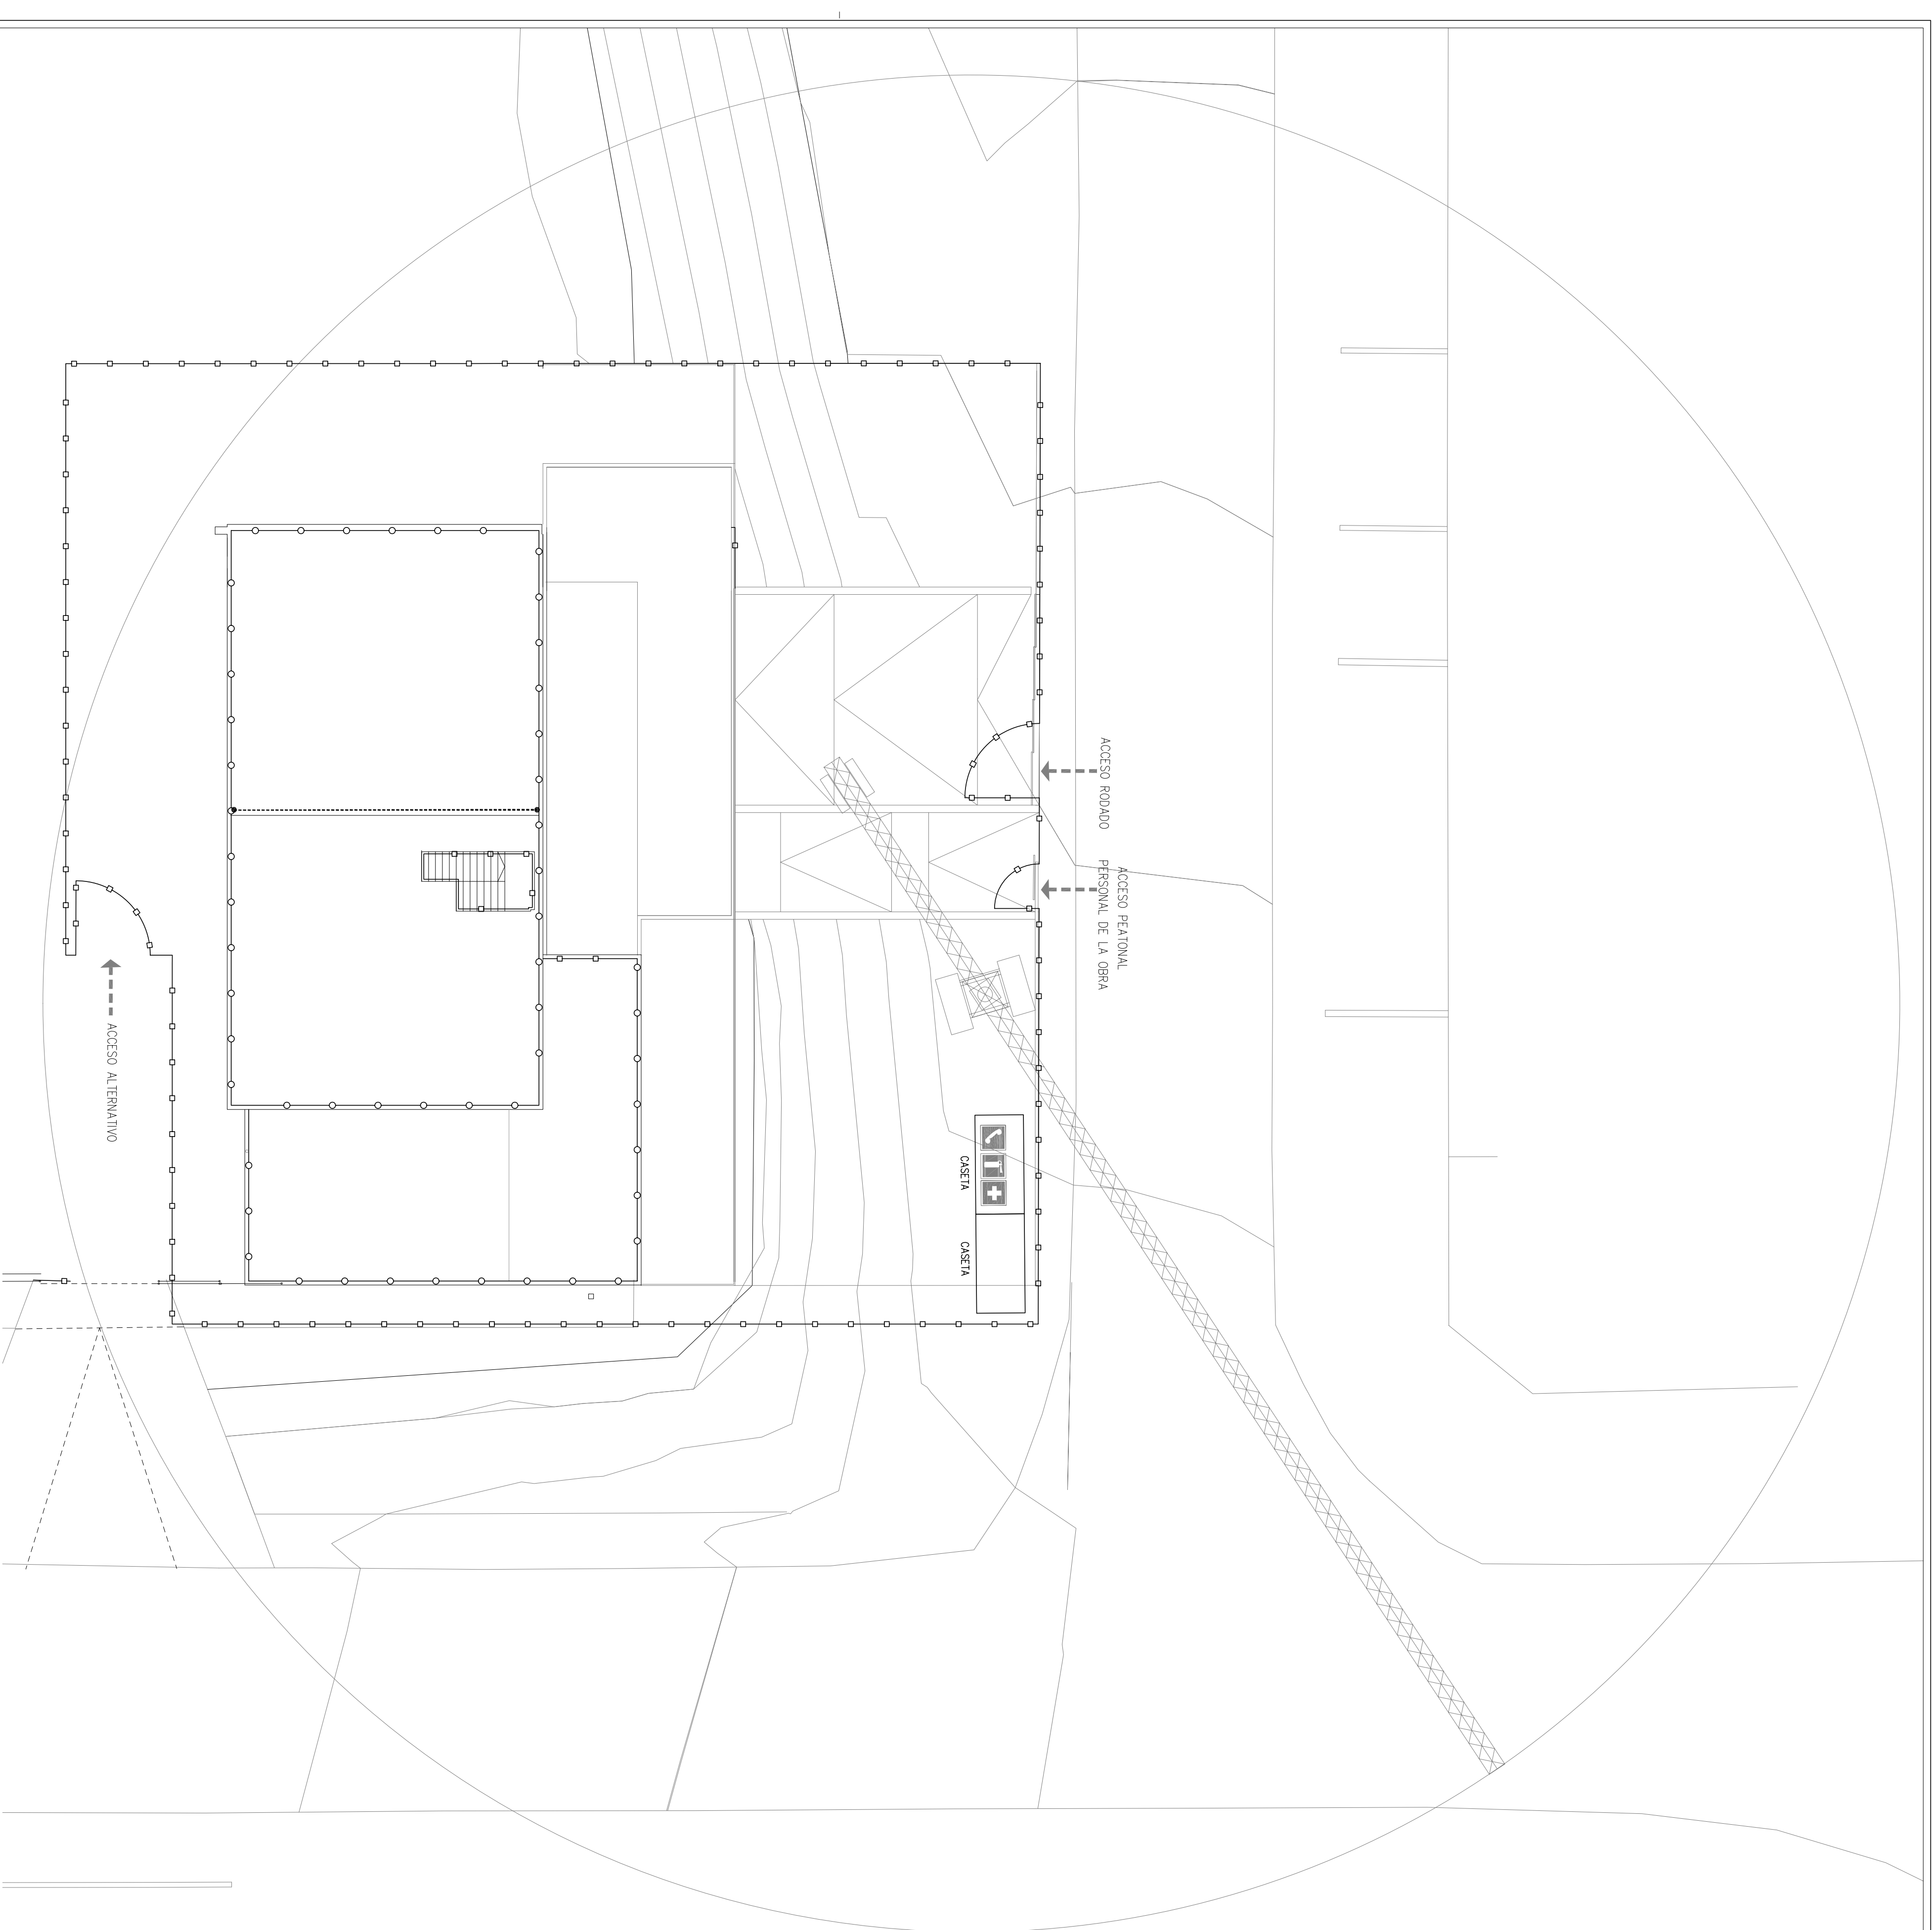 ACCESO RODADO
ACCESO PEATONAL
PERSONAL DE LA OBRA
ACCESO ALTERNATIVO
CASETA
CASETA